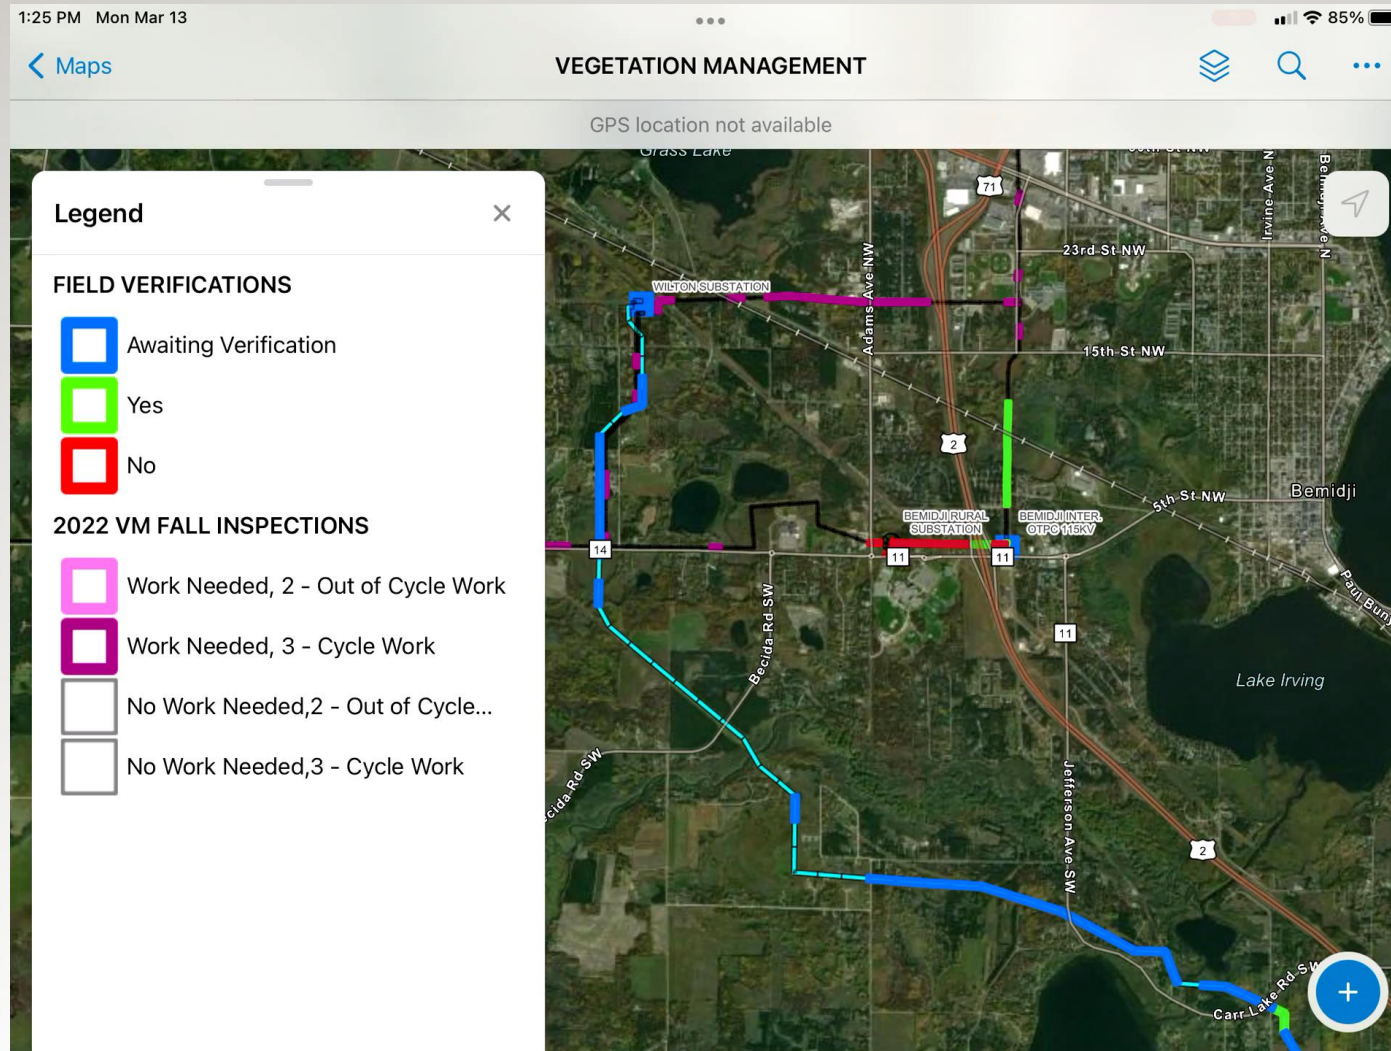 1:25 PM Mon Mar 13
85%
Maps
VEGETATION MANAGEMENT
GPS location not available
Legend
FIELD VERIFICATIONS
Awaiting Verification
Yes
No
2022 VM FALL INSPECTIONS
Work Needed, 2 - Out of Cycle Work
Work Needed, 3 - Cycle Work
No Work Needed,2 - Out of Cycle...
No Work Needed,3 - Cycle Work
Grass Lake
71
Irvine Ave N
23rd St NW
WILTON SUBSTATION
Adams Ave NW
15th St NW
2
5th St NW
Bemidji
BEMIDJI RURAL
SUBSTATION
BEMIDJI INTER.
OTPC 115KV
14
11
11
11
Becida Rd SW
Paul Buny
Lake Irving
cida Rd SW
Jefferson Ave SW
2
Carr Lake Rd SW